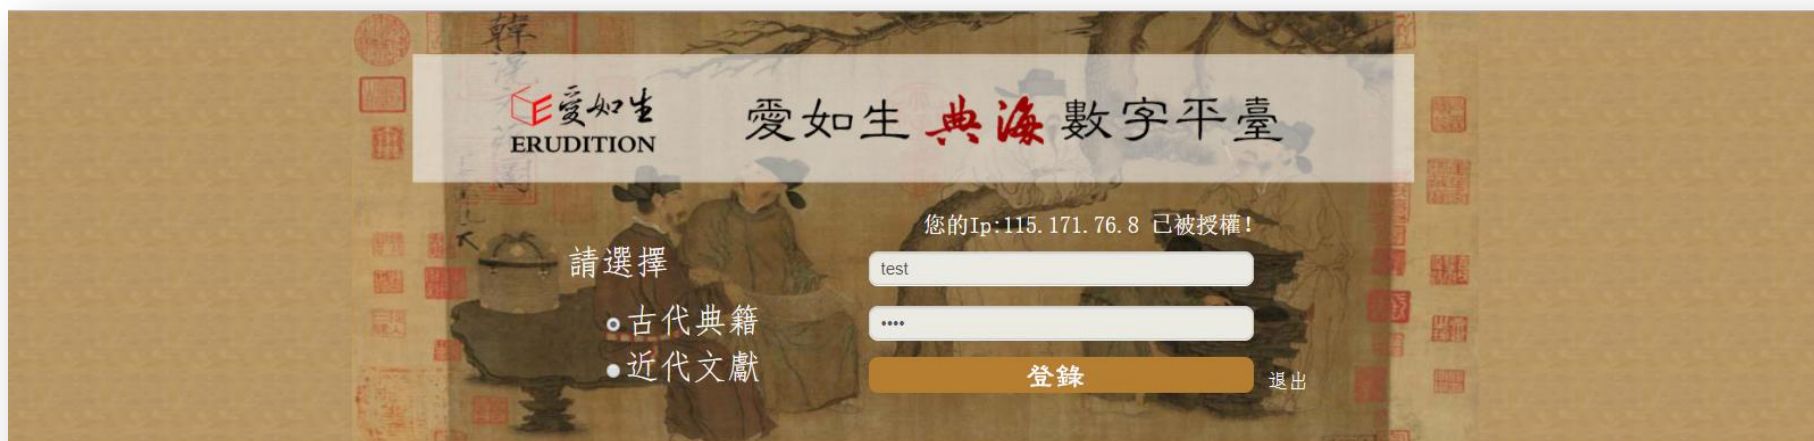 愛如生
ERUDITION
愛如生典海數字平臺
您的Ip:115.171.76.8 已被授權!
請選擇
test
••••
古代典籍
近代文獻
登錄
退出